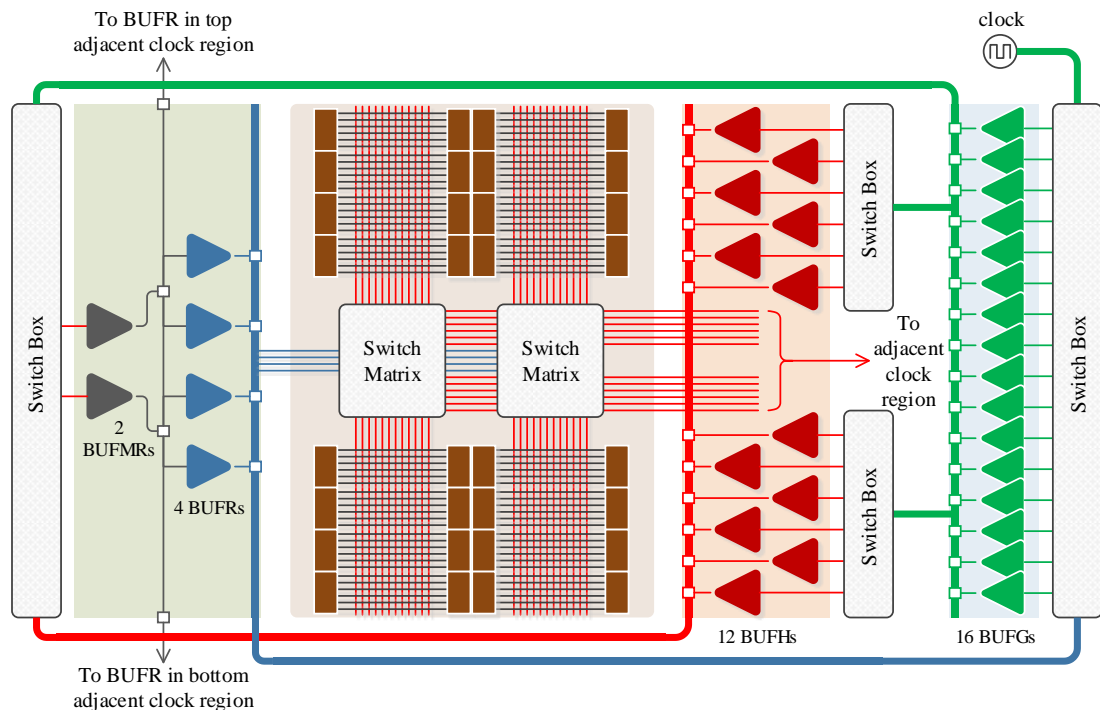 To BUFR in top
adjacent clock region
clock
Switch Box
2
BUFMRs
4 BUFRs
Switch
Matrix
Switch
Matrix
Switch Box
To
adjacent
clock
region
Switch Box
Switch Box
12 BUFHs
16 BUFGs
To BUFR in bottom
adjacent clock region